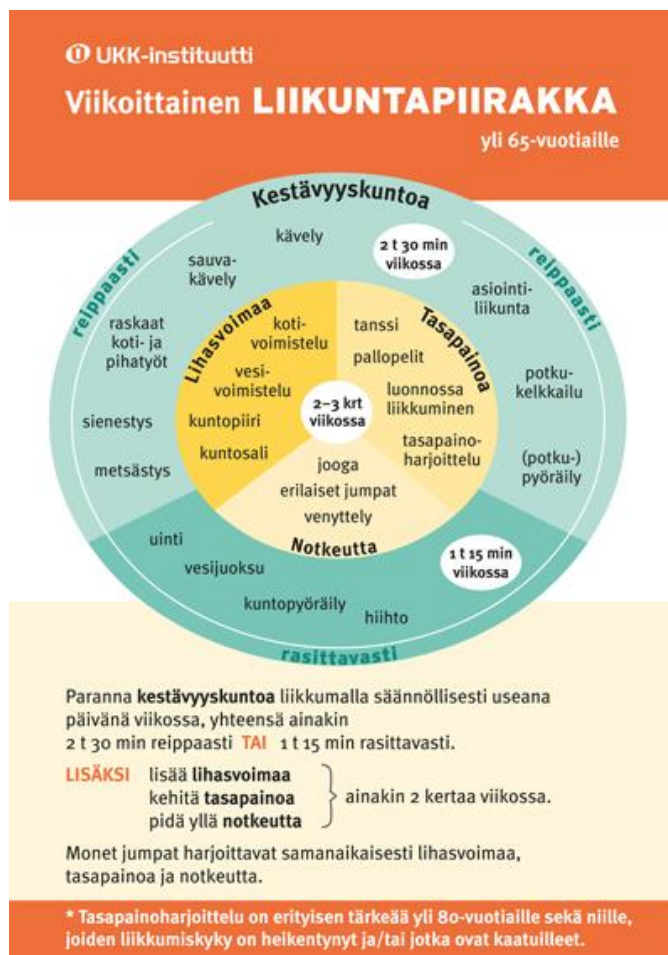 UKK-instituutti
Viikoittainen LIIKUNTAPIIRAKKA
yli 65-vuotiaille
Kestävyyskuntoa
reippaasti
reippaasti
kävely
2 t 30 min
viikossa
sauva-
kävely
asiointi-
liikunta
raskaat
koti- ja
pihatyöt
potku-
kelkkailu
sienestys
metsästys
(potku-)
pyöräily
Lihasvoimaa
koti-
voimistelu
vesi-
voimistelu
kuntopiiri
kuntosali
Tasapainoa
tanssi
pallopelit
luonnossa
liikkuminen
tasapaino-
harjoittelu
2–3 krt
viikossa
jooga
erilaiset jumpat
venyttely
Notkeutta
uinti
vesijuoksu
kuntopyöräily
hiihto
1 t 15 min
viikossa
rasittavasti
Paranna kestävyyskuntoa liikkumalla säännöllisesti useana
päivänä viikossa, yhteensä ainakin
2 t 30 min reippaasti TAI 1 t 15 min rasittavasti.
LISÄKSI lisää lihasvoimaa
kehitä tasapainoa
pidä yllä notkeutta
ainakin 2 kertaa viikossa.
Monet jumpat harjoittavat samanaikaisesti lihasvoimaa,
tasapainoa ja notkeutta.
* Tasapainoharjoittelu on erityisen tärkeää yli 80-vuotiaille sekä niille,
joiden liikkumiskyky on heikentynyt ja/tai jotka ovat kaatuilleet.